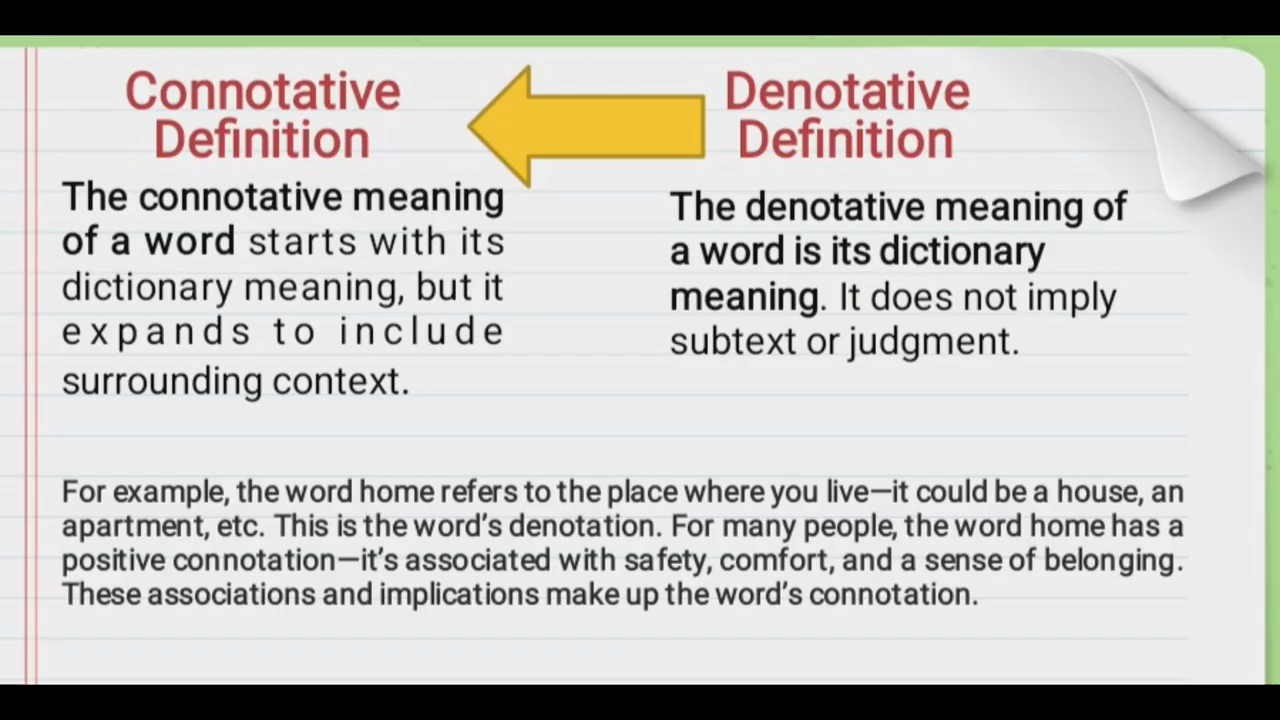 Connotative
Definition
The connotative meaning
of a word starts with its
dictionary meaning, but it
expands to include
surrounding context.
Denotative
Definition
The denotative meaning of
a word is its dictionary
meaning. It does not imply
subtext or judgment.
For example, the word home refers to the place where you live—it could be a house, an
apartment, etc. This is the word’s denotation. For many people, the word home has a
positive connotation—it’s associated with safety, comfort, and a sense of belonging.
These associations and implications make up the word’s connotation.